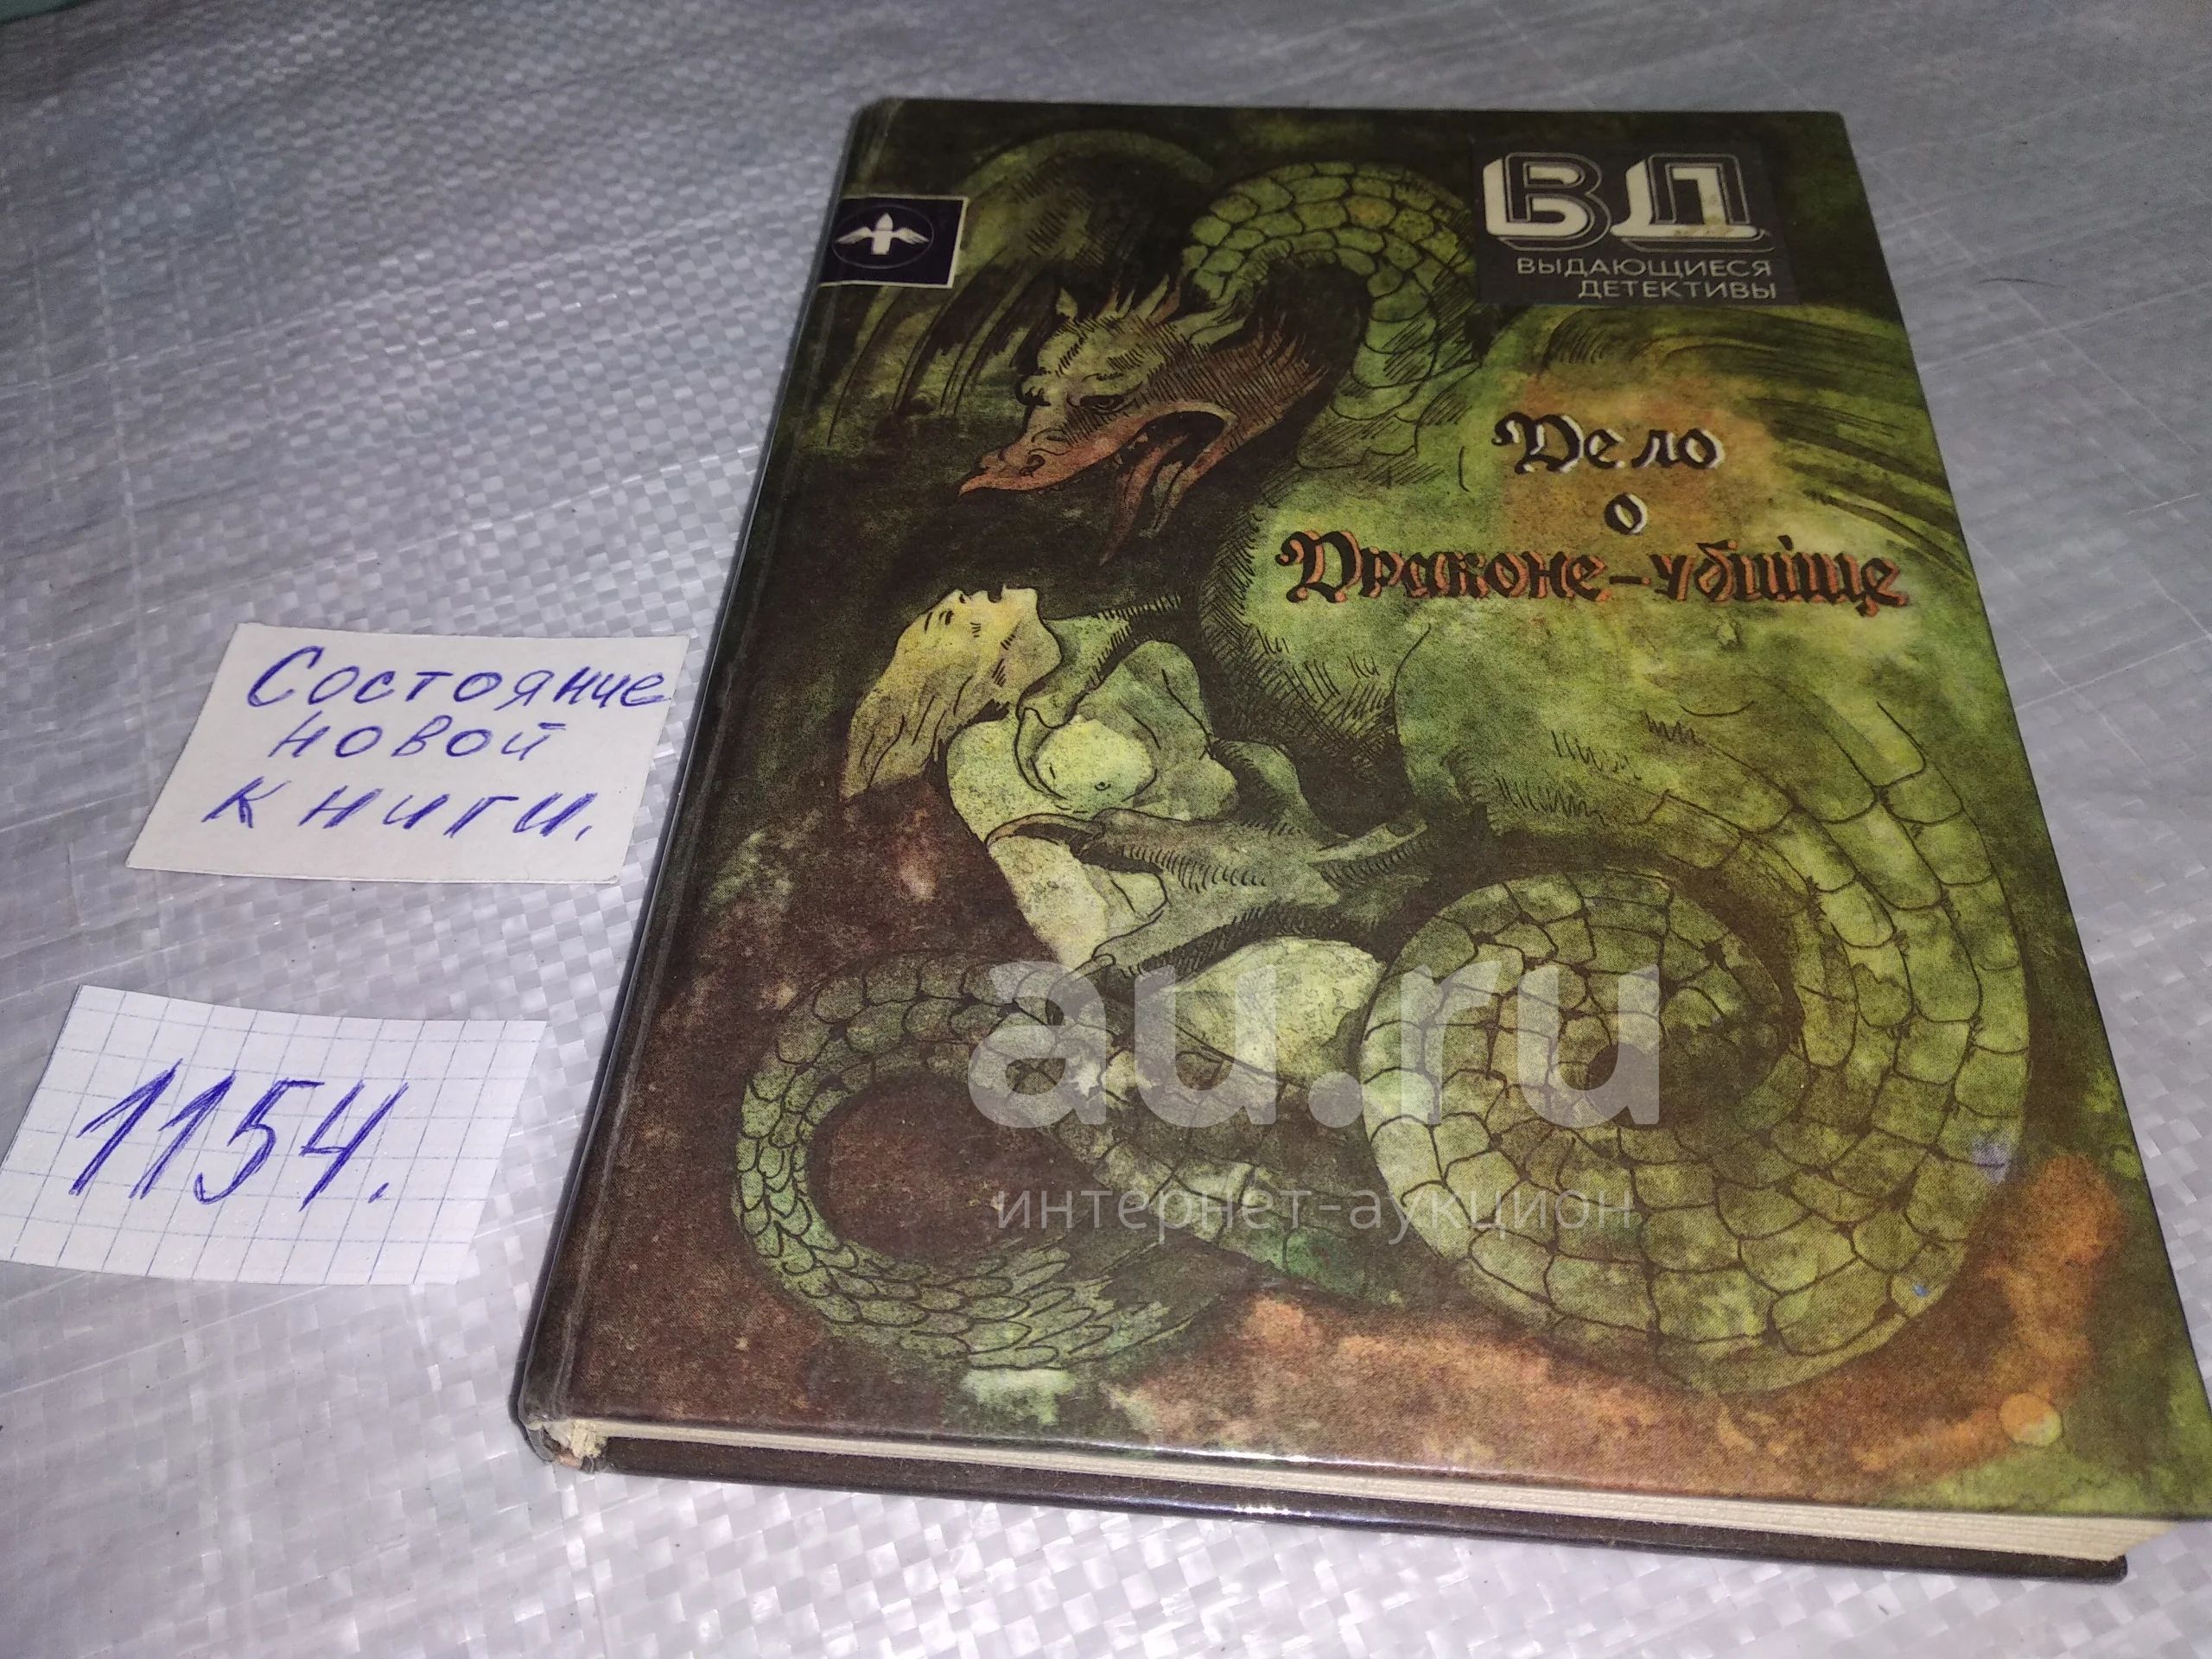 ВД
ВЫДАЮЩИЕСЯ
ДЕТЕКТИВЫ
Дело
о
Драконе-убийце
Состояние
новой
книги.
1154.
au.ru
интернет-аукцион